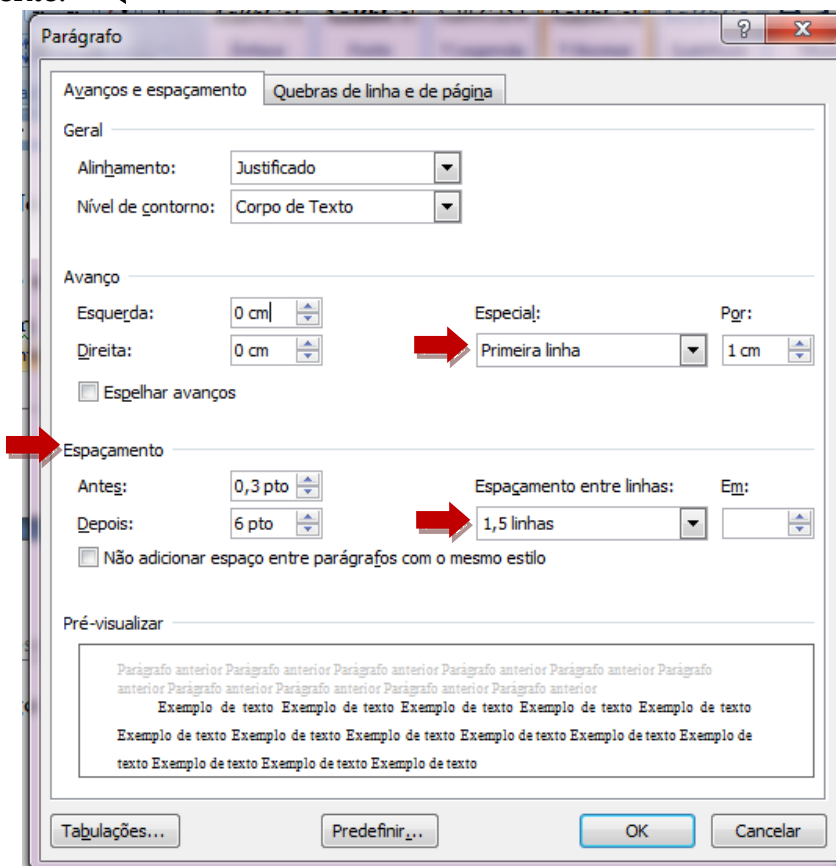 Parágrafo
Avanços e espaçamento Quebras de linha e de página
Geral
Alinhamento: Justificado
Nível de contorno: Corpo de Texto
Avanço
Esquerda: 0 cm Especial: Por:
Direita: 0 cm Primeira linha 1 cm
Espelhar avanços
Espaçamento
Antes: 0,3 pto Espaçamento entre linhas: Em:
Depois: 6 pto 1,5 linhas
Não adicionar espaço entre parágrafos com o mesmo estilo
Pré-visualizar
Parágrafo anterior Parágrafo anterior Parágrafo anterior Parágrafo anterior Parágrafo anterior Parágrafo
anterior Parágrafo anterior Parágrafo anterior Parágrafo anterior Parágrafo anterior
Exemplo de texto Exemplo de texto Exemplo de texto Exemplo de texto Exemplo de texto
Exemplo de texto Exemplo de texto Exemplo de texto Exemplo de texto Exemplo de texto Exemplo de
texto Exemplo de texto Exemplo de texto Exemplo de texto
Tabulações... Predefinir... OK Cancelar